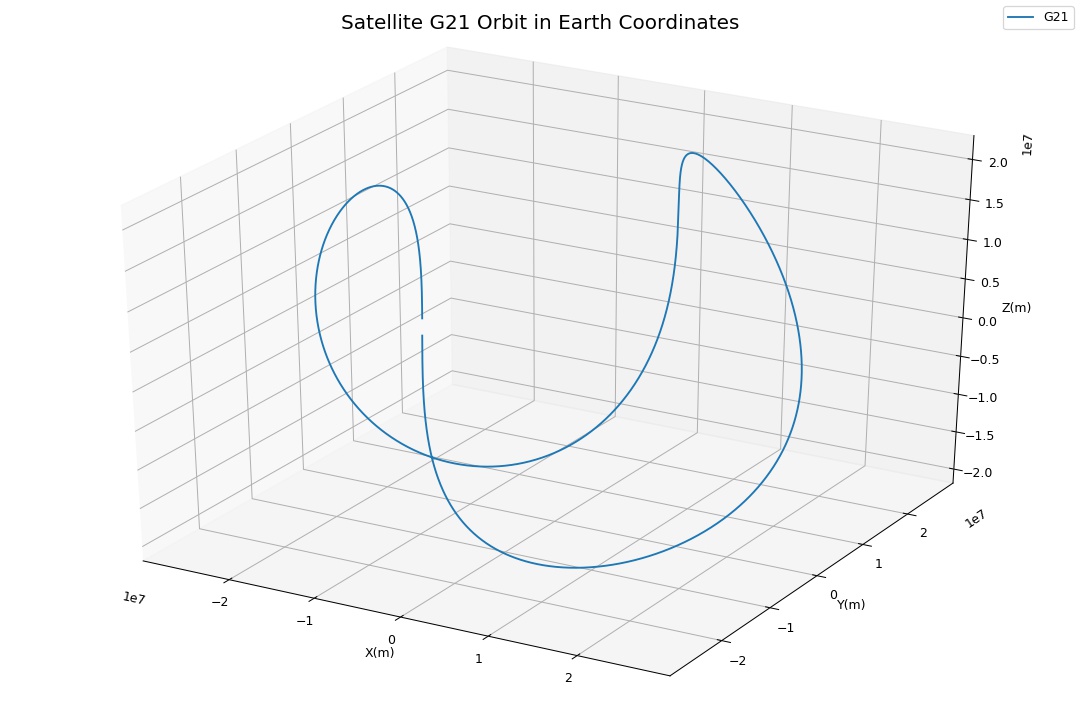 Satellite G21 Orbit in Earth Coordinates
G21
1e7
2.0
1.5
1.0
0.5
Z(m)
0.0
−0.5
−1.0
−1.5
−2.0
1e7
2
1
0
Y(m)
−1
−2
1e7
−2
−1
0
X(m)
1
2